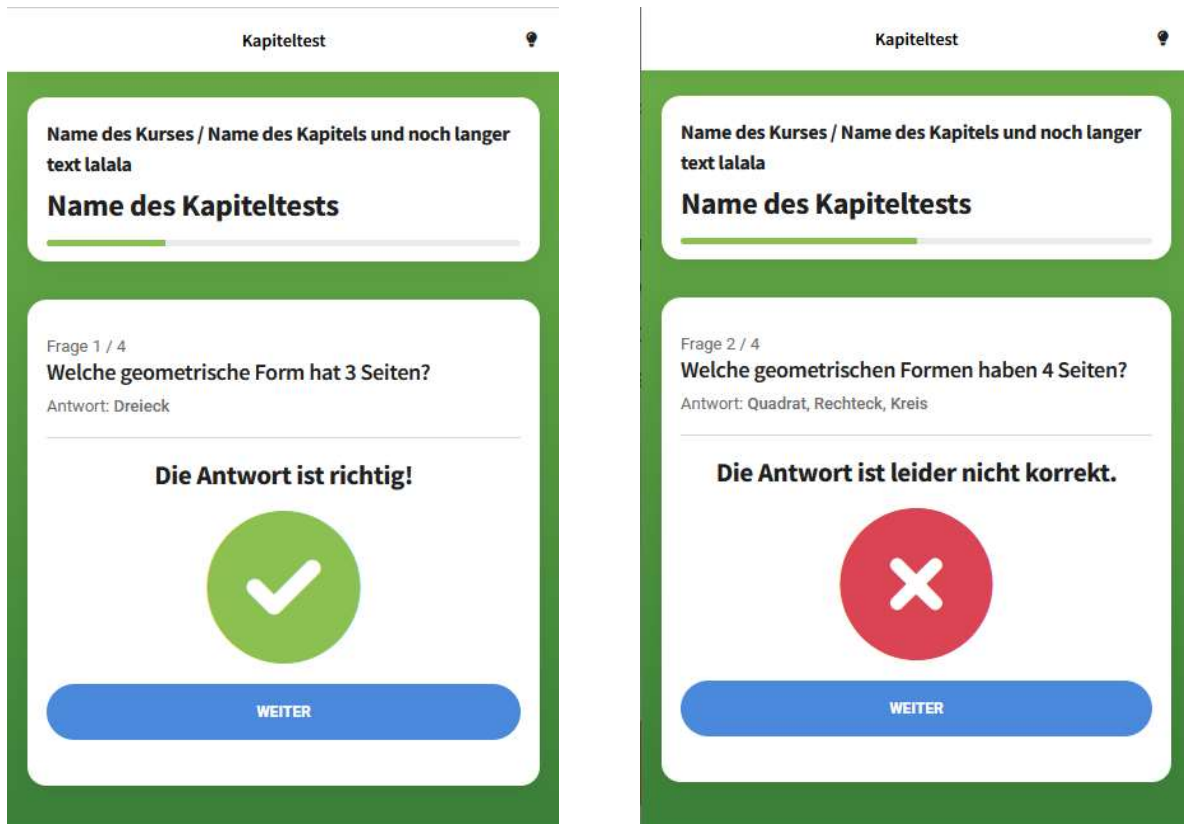 Kapiteltest
Name des Kurses / Name des Kapitels und noch langer
text lalala
Name des Kapiteltests
Frage 1 / 4
Welche geometrische Form hat 3 Seiten?
Antwort: Dreieck
Die Antwort ist richtig!
WEITER
Kapiteltest
Name des Kurses / Name des Kapitels und noch langer
text lalala
Name des Kapiteltests
Frage 2 / 4
Welche geometrischen Formen haben 4 Seiten?
Antwort: Quadrat, Rechteck, Kreis
Die Antwort ist leider nicht korrekt.
WEITER